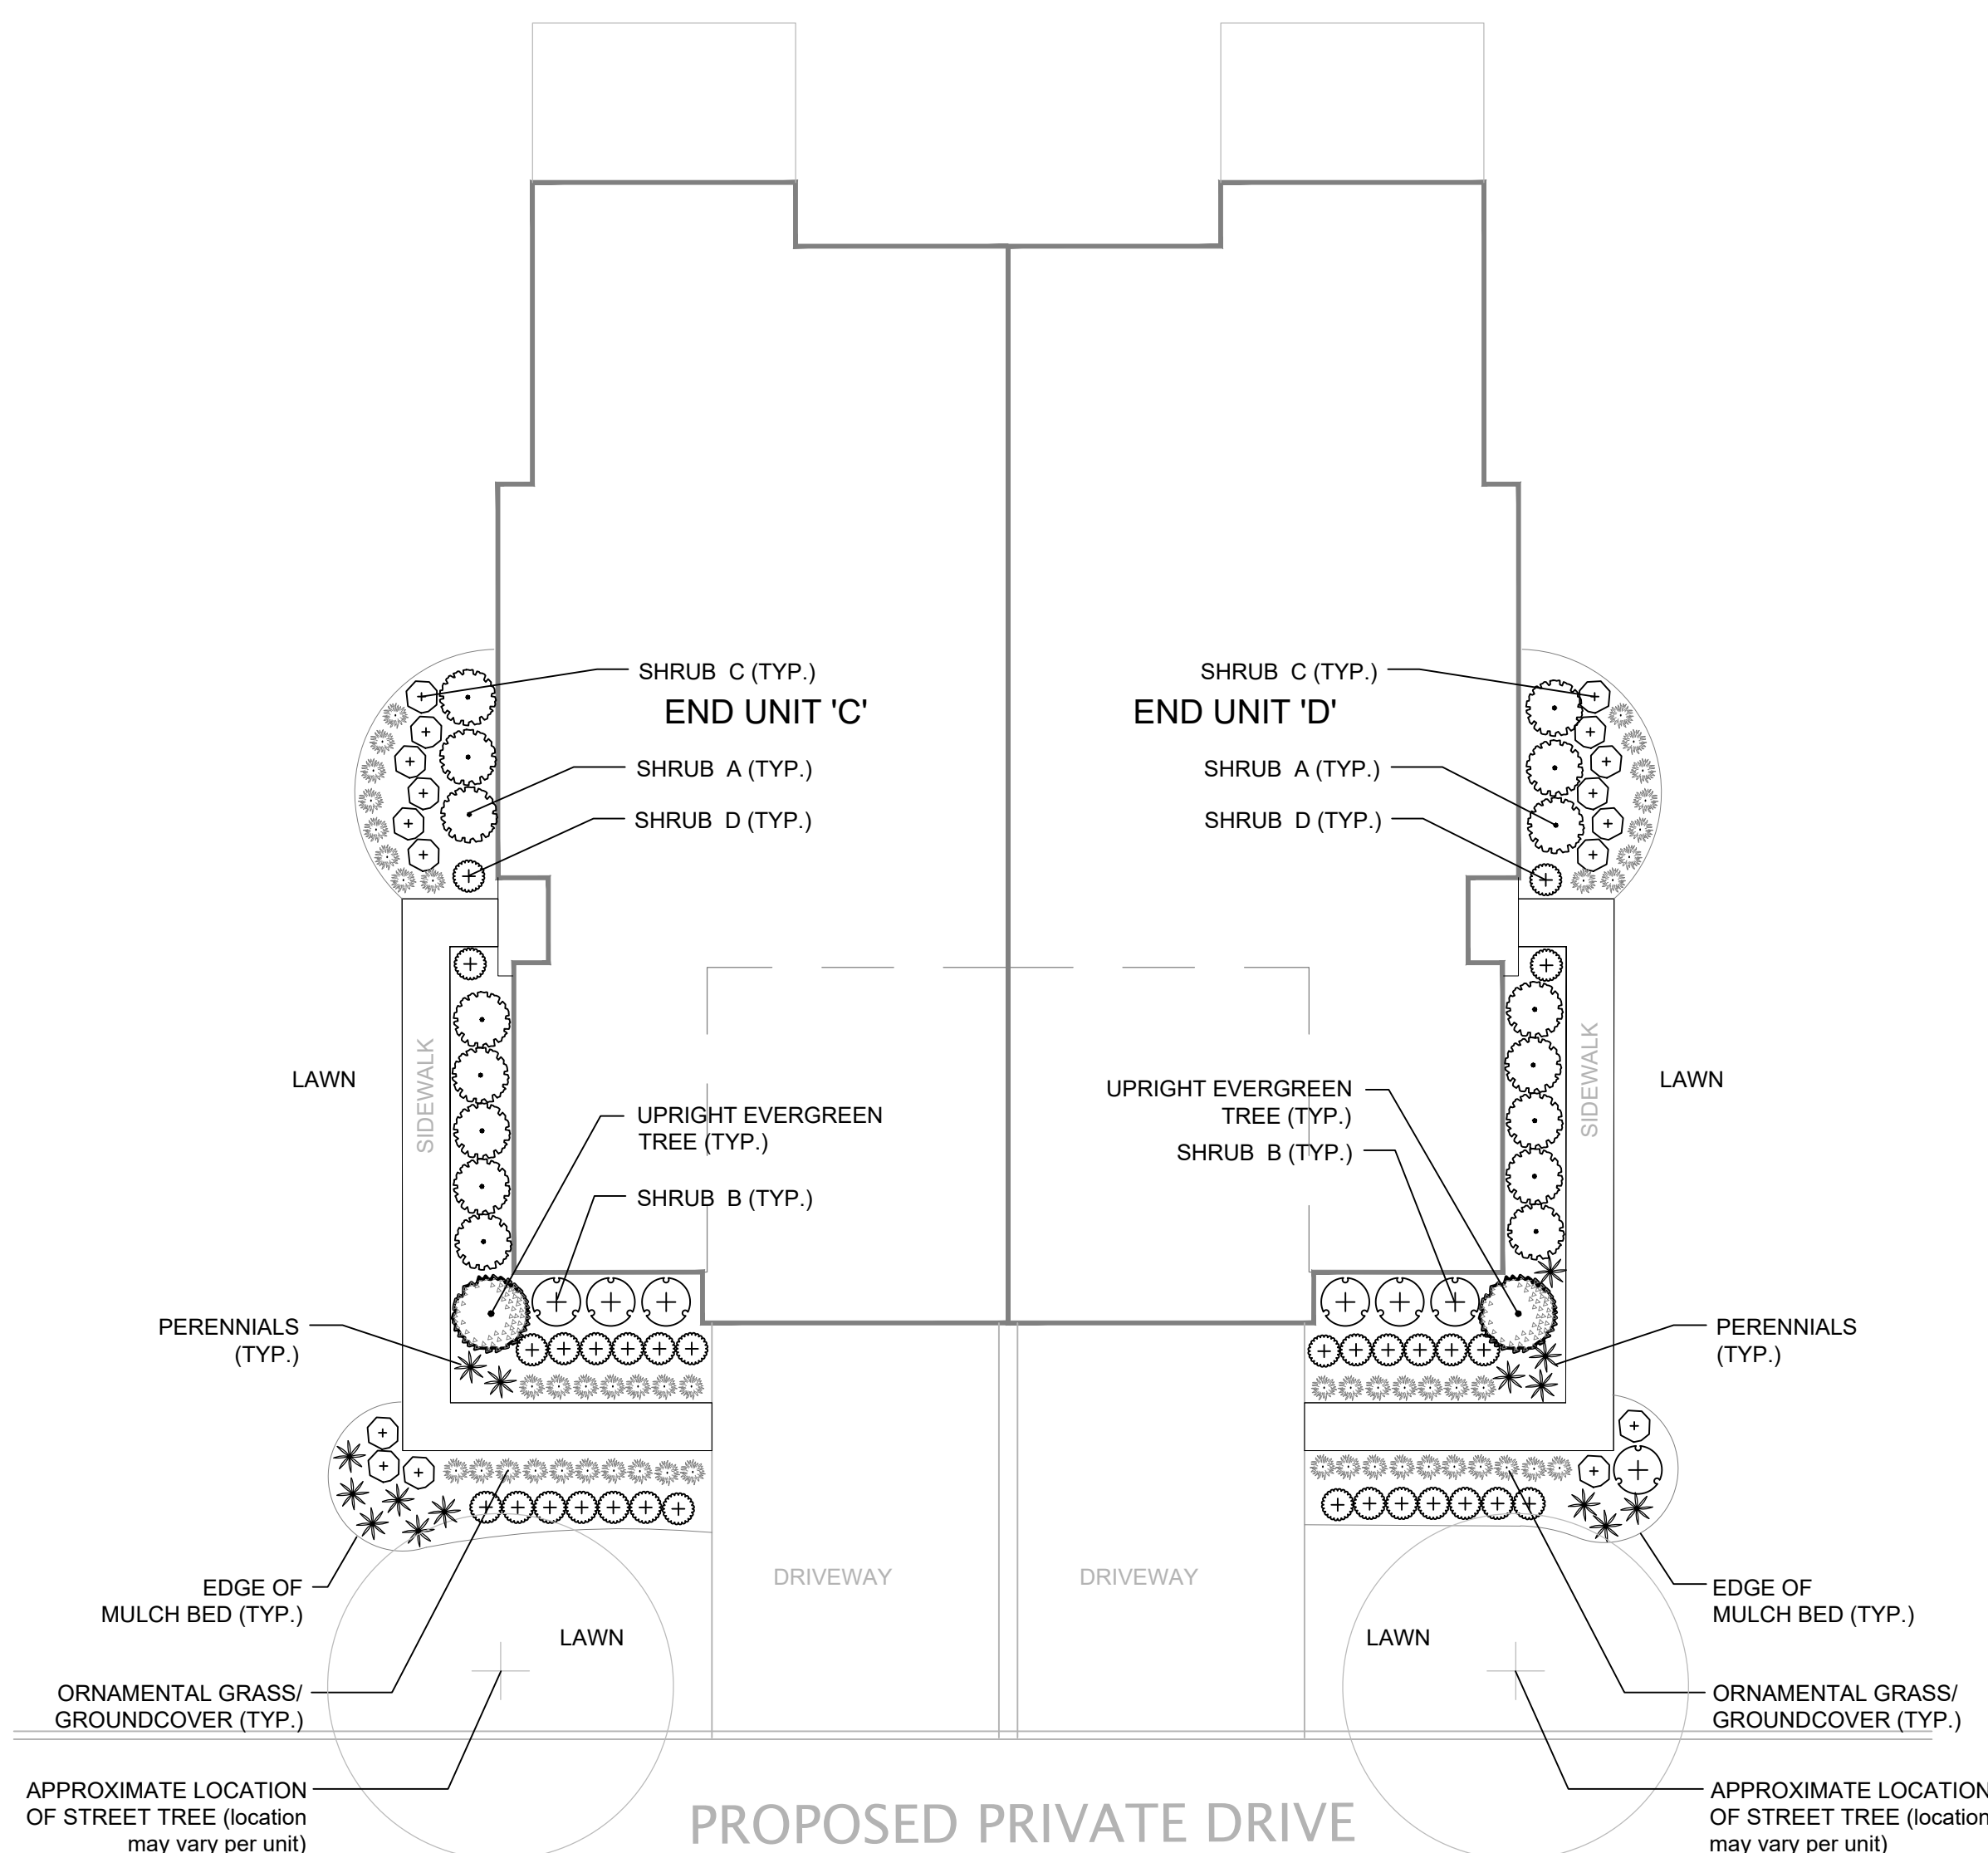 SHRUB C (TYP.)
SHRUB C (TYP.)
END UNIT 'C'
END UNIT 'D'
SHRUB A (TYP.)
SHRUB A (TYP.)
SHRUB D (TYP.)
SHRUB D (TYP.)
SIDEWALK
SIDEWALK
LAWN
LAWN
UPRIGHT EVERGREEN
TREE (TYP.)
UPRIGHT EVERGREEN
TREE (TYP.)
SHRUB B (TYP.)
SHRUB B (TYP.)
PERENNIALS
(TYP.)
PERENNIALS
(TYP.)
DRIVEWAY
DRIVEWAY
EDGE OF
MULCH BED (TYP.)
EDGE OF
MULCH BED (TYP.)
LAWN
LAWN
ORNAMENTAL GRASS/
GROUNDCOVER (TYP.)
ORNAMENTAL GRASS/
GROUNDCOVER (TYP.)
APPROXIMATE LOCATION
OF STREET TREE (location
may vary per unit)
APPROXIMATE LOCATION
OF STREET TREE (location
may vary per unit)
PROPOSED PRIVATE DRIVE